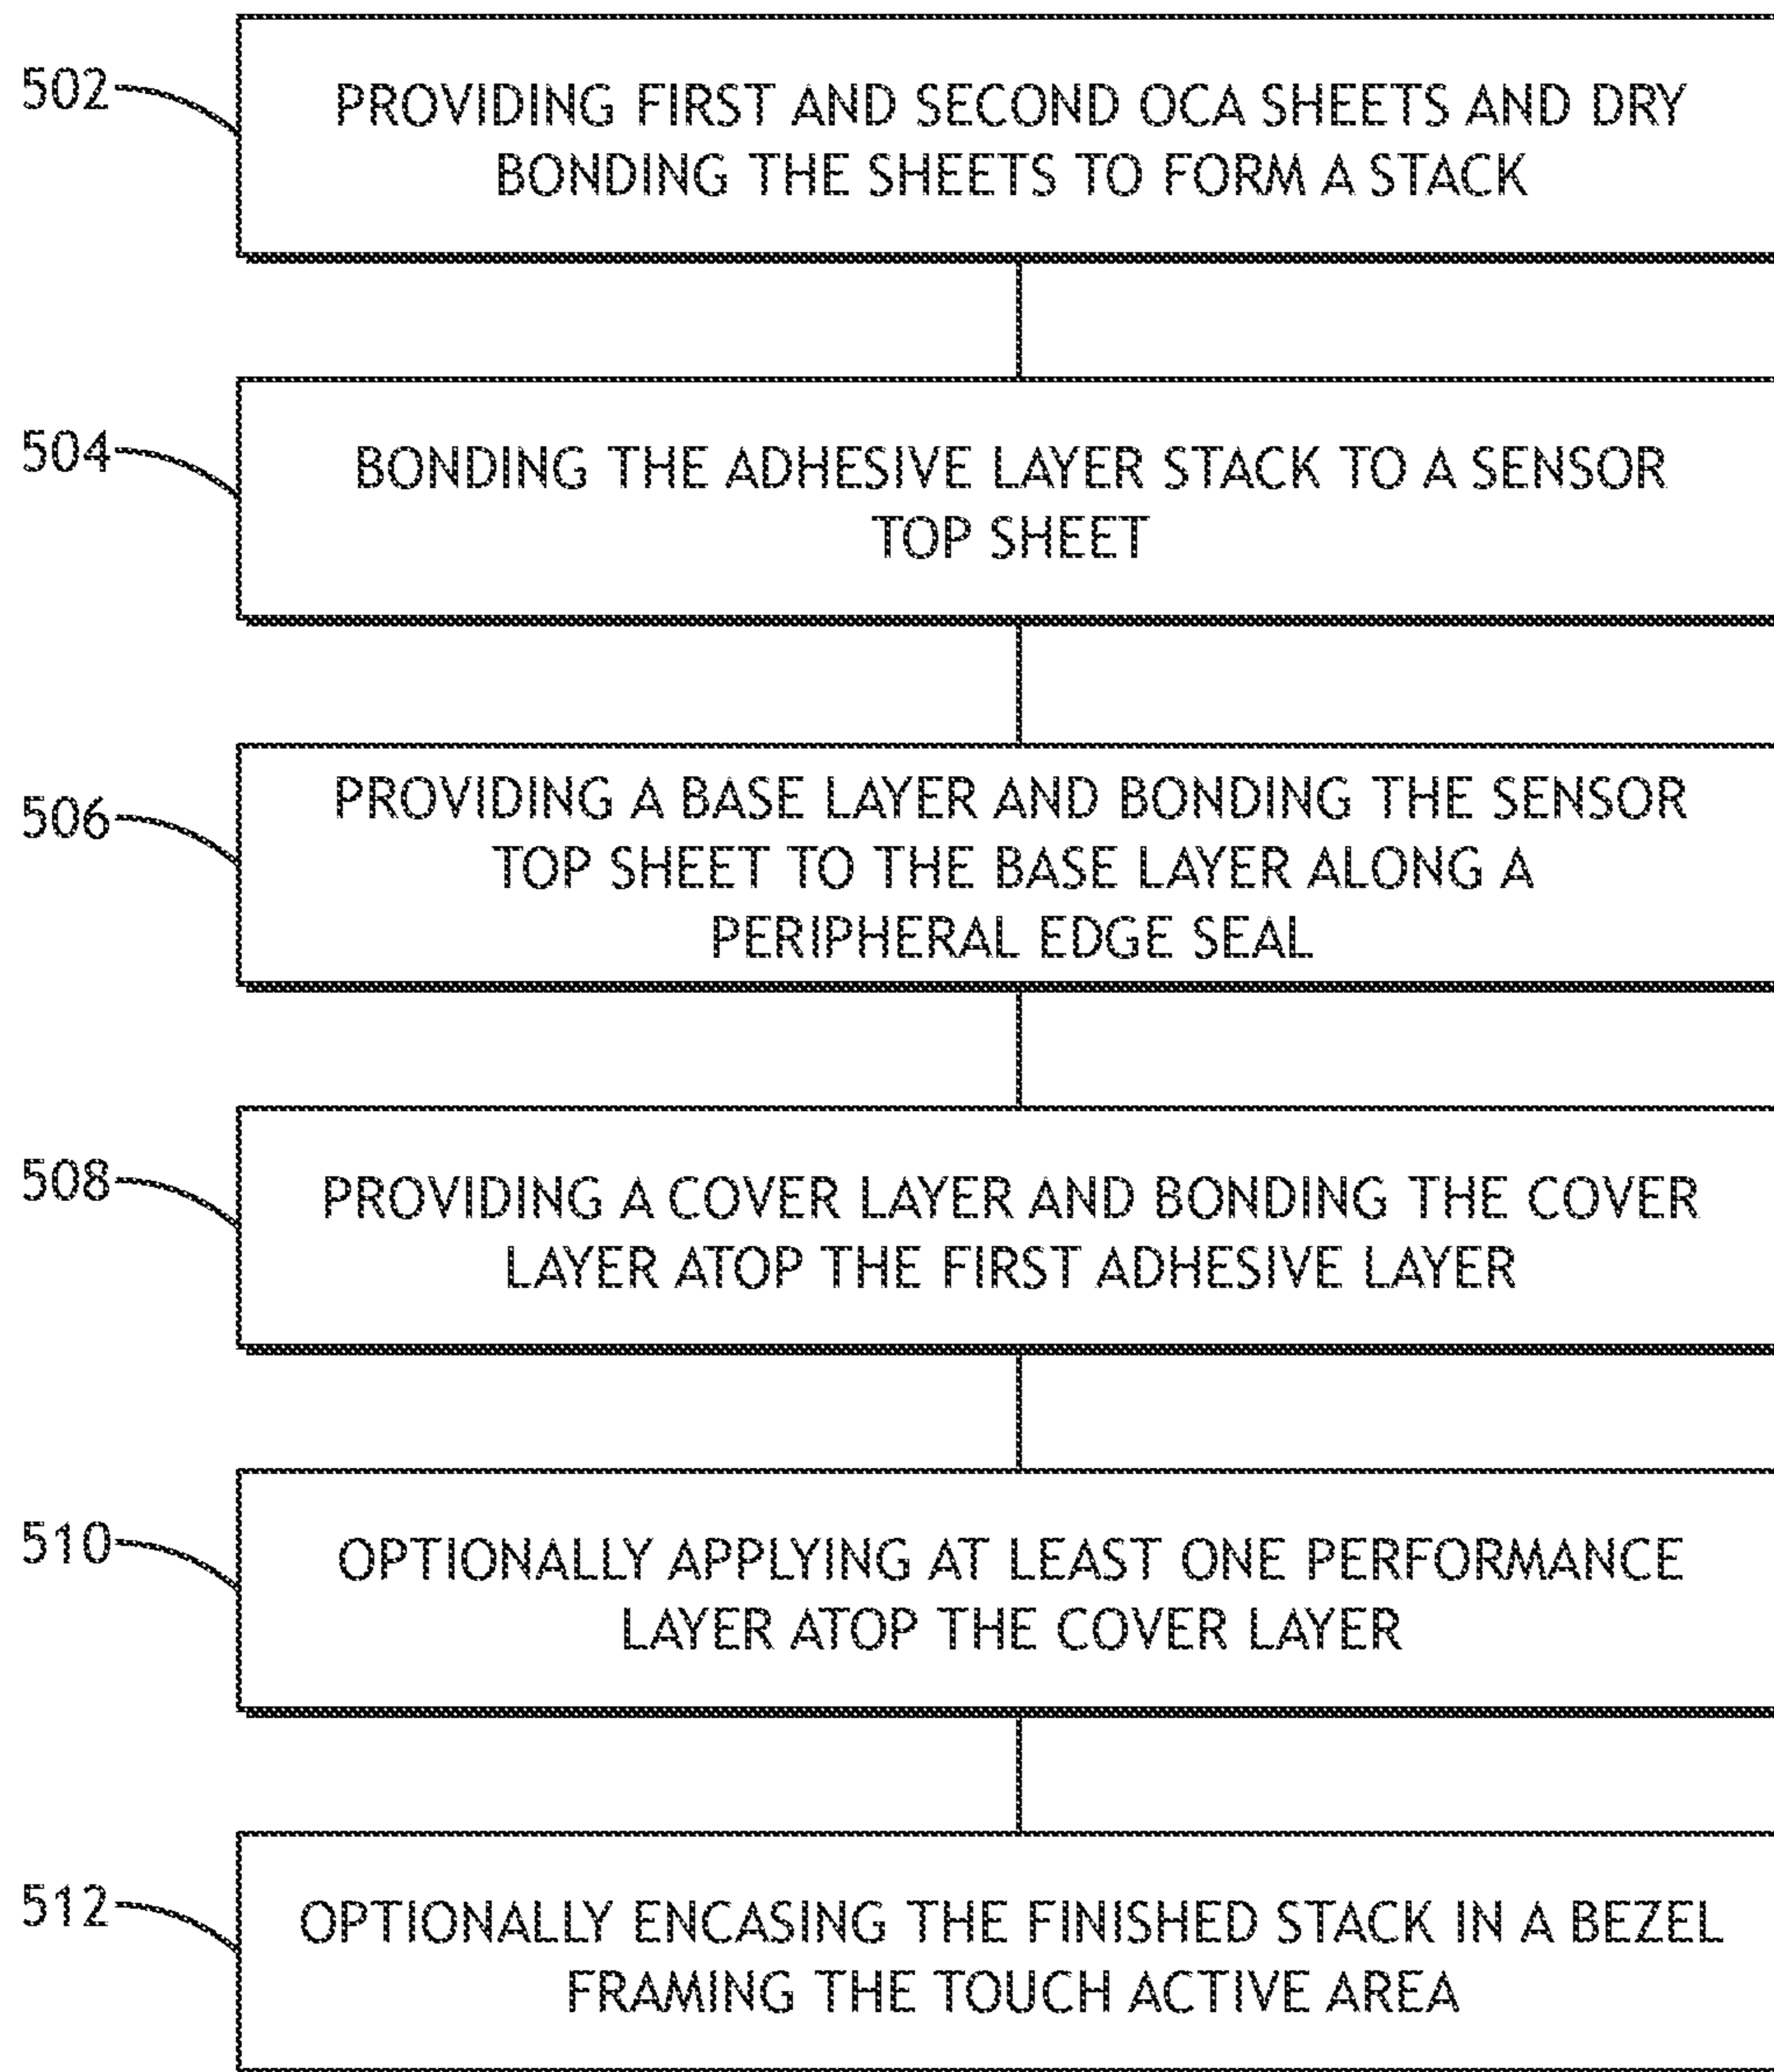 502
PROVIDING FIRST AND SECOND OCA SHEETS AND DRY
BONDING THE SHEETS TO FORM A STACK
504
BONDING THE ADHESIVE LAYER STACK TO A SENSOR
TOP SHEET
506
PROVIDING A BASE LAYER AND BONDING THE SENSOR
TOP SHEET TO THE BASE LAYER ALONG A
PERIPHERAL EDGE SEAL
508
PROVIDING A COVER LAYER AND BONDING THE COVER
LAYER ATOP THE FIRST ADHESIVE LAYER
510
OPTIONALLY APPLYING AT LEAST ONE PERFORMANCE
LAYER ATOP THE COVER LAYER
512
OPTIONALLY ENCASING THE FINISHED STACK IN A BEZEL
FRAMING THE TOUCH ACTIVE AREA